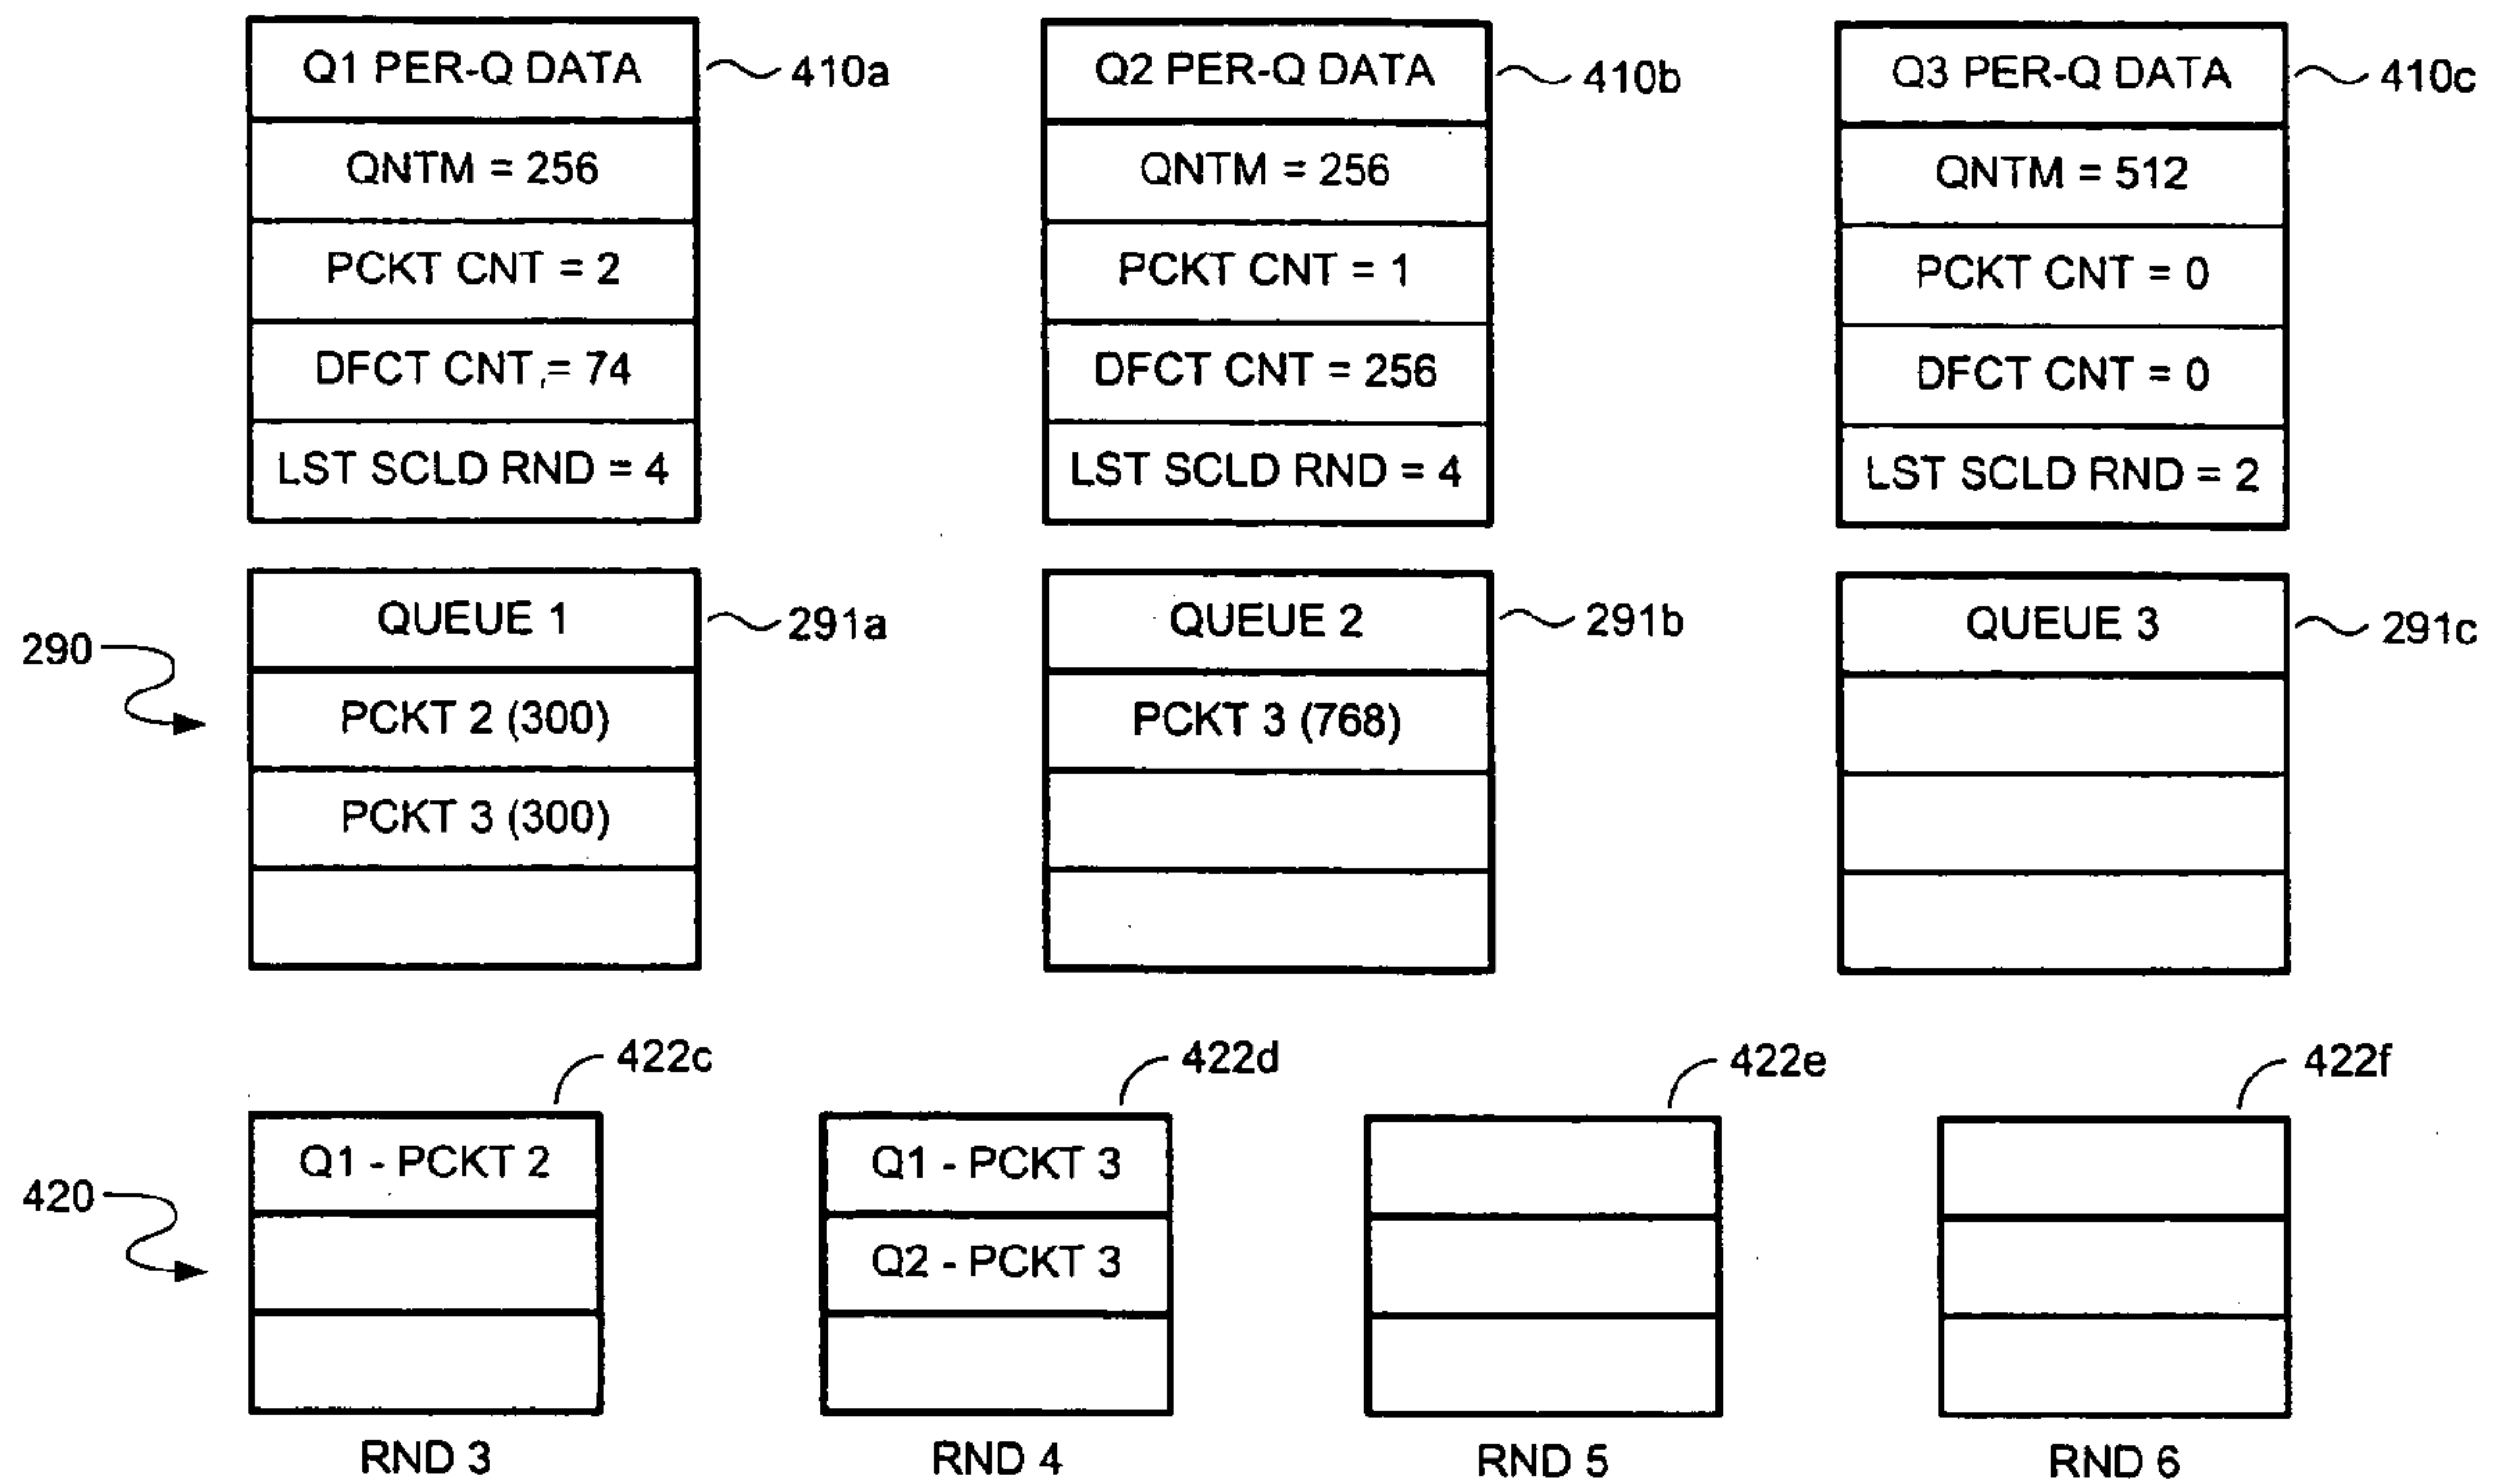 Q1 PER-Q DATA
410a
QNTM = 256
PCKT CNT = 2
DFCT CNT = 74
LST SCLD RND = 4
Q2 PER-Q DATA
410b
QNTM = 256
PCKT CNT = 1
DFCT CNT = 256
LST SCLD RND = 4
Q3 PER-Q DATA
410c
QNTM = 512
PCKT CNT = 0
DFCT CNT = 0
LST SCLD RND = 2
290
QUEUE 1
291a
PCKT 2 (300)
PCKT 3 (300)
QUEUE 2
291b
PCKT 3 (768)
QUEUE 3
291c
420
422c
Q1 - PCKT 2
RND 3
422d
Q1 - PCKT 3
Q2 - PCKT 3
RND 4
422e
RND 5
422f
RND 6